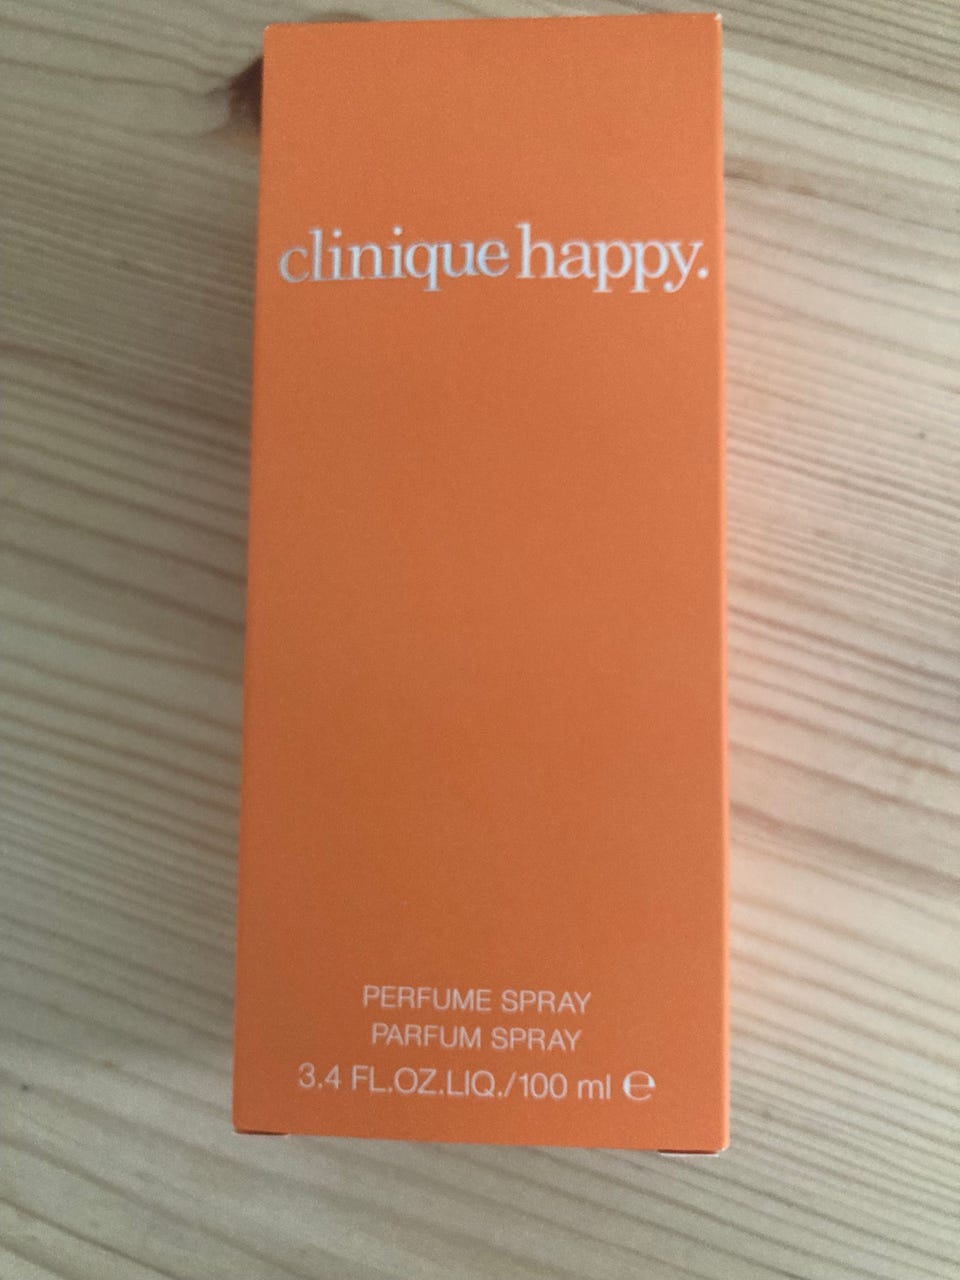 clinique happy.
PERFUME SPRAY
PARFUM SPRAY
3.4 FL.OZ.LIQ./100 ml ℮